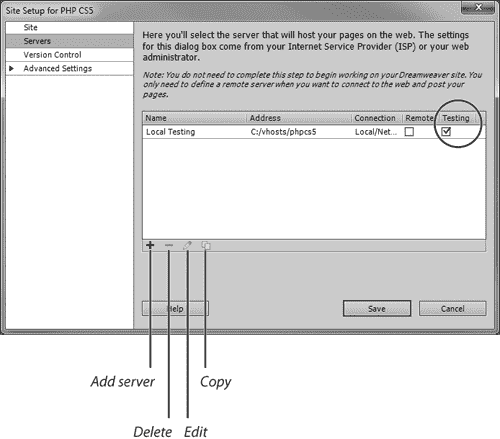 Site Setup for PHP CS5
Site
Servers
Version Control
Advanced Settings
Here you'll select the server that will host your pages on the web. The settings
for this dialog box come from your Internet Service Provider (ISP) or your web
administrator.
Note: You do not need to complete this step to begin working on your Dreamweaver site. You
only need to define a remote server when you want to connect to the web and post your
pages.
Name Address Connection Remote Testing
Local Testing C:/vhosts/phpcs5 Local/Net...
Help Save Cancel
Add server Copy
Delete Edit